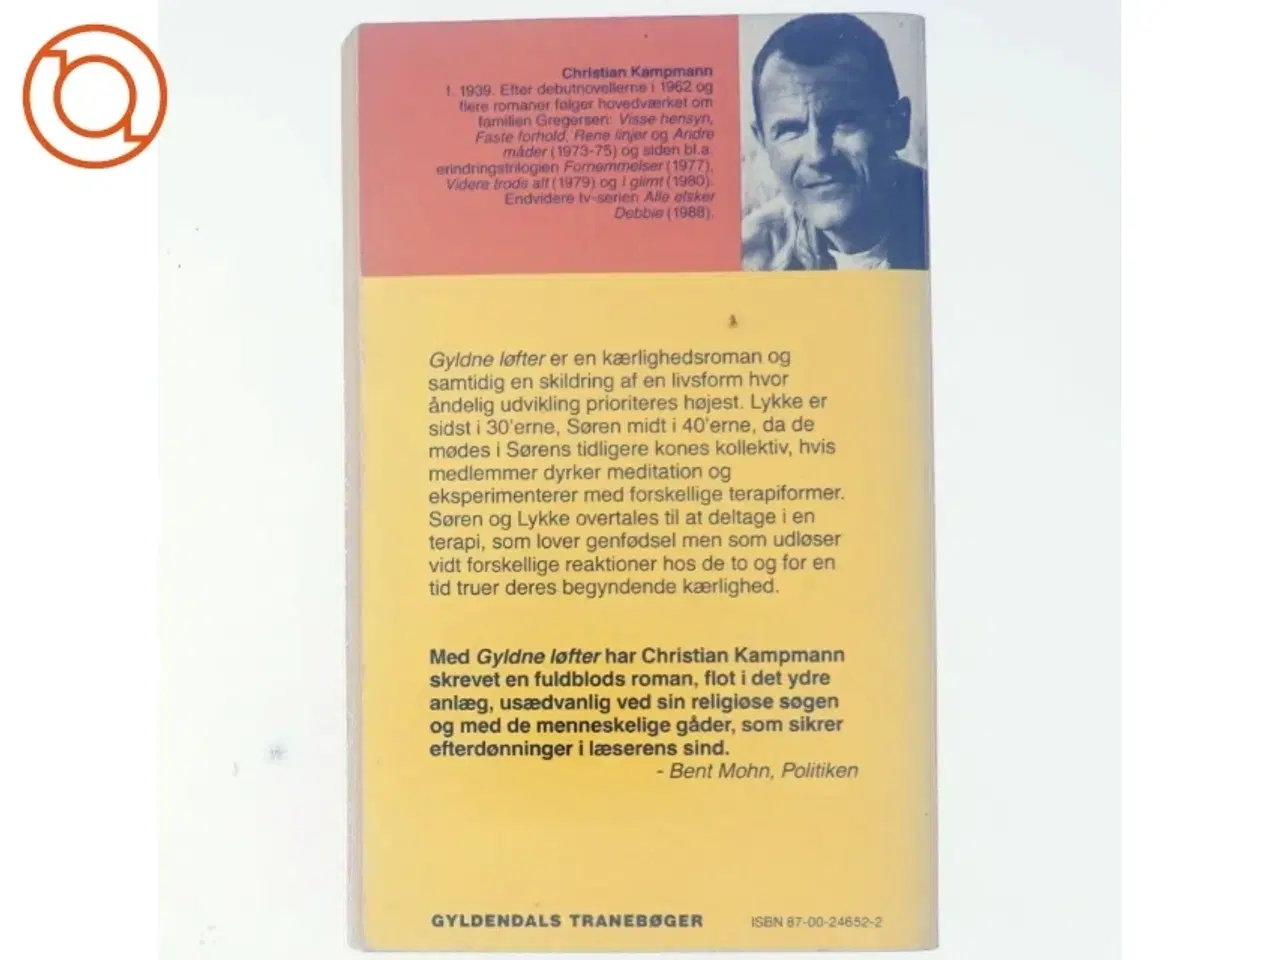 Christian Kampmann
f. 1939. Efter debutnovellerne i 1962 og
flere romaner følger hovedværket om
familien Gregersen: Visse hensyn,
Faste forhold, Rene linjer og Andre
måder (1973-75) og siden bl.a.
erindringstrilogien Fornemmelser (1977),
Videre trods alt (1979) og I glimt (1980).
Endvidere tv-serien Alle elsker
Debbie (1988).
Gyldne løfter er en kærlighedsroman og
samtidig en skildring af en livsform hvor
åndelig udvikling prioriteres højest. Lykke er
sidst i 30'erne, Søren midt i 40'erne, da de
mødes i Sørens tidligere kones kollektiv, hvis
medlemmer dyrker meditation og
eksperimenterer med forskellige terapiformer.
Søren og Lykke overtales til at deltage i en
terapi, som lover genfødsel men som udløser
vidt forskellige reaktioner hos de to og for en
tid truer deres begyndende kærlighed.
Med Gyldne løfter har Christian Kampmann
skrevet en fuldblods roman, flot i det ydre
anlæg, usædvanlig ved sin religiøse søgen
og med de menneskelige gåder, som sikrer
efterdønninger i læserens sind.
- Bent Mohn, Politiken
GYLDENDALS TRANEBØGER
ISBN 87-00-24652-2